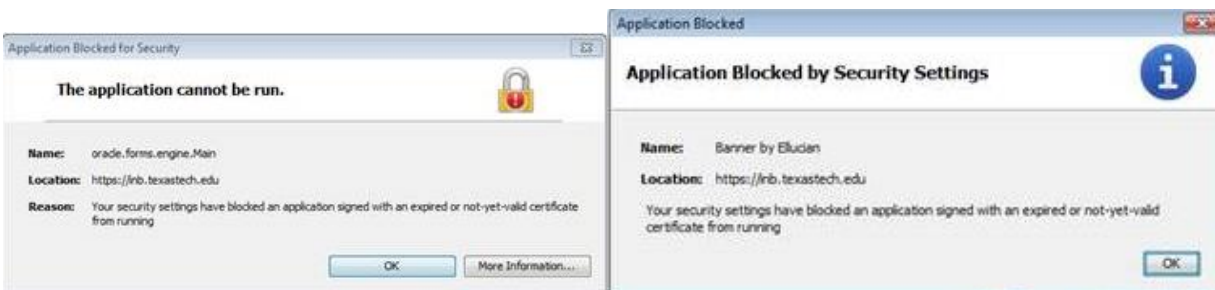 Application Blocked for Security
The application cannot be run.
Name: oracle.forms.engine.Main
Location: https://inb.texastech.edu
Reason: Your security settings have blocked an application signed with an expired or not-yet-valid certificate
from running
OK
More Information...
Application Blocked
Application Blocked by Security Settings
Name: Banner by Ellucian
Location: https://inb.texastech.edu
Your security settings have blocked an application signed with an expired or not-yet-valid
certificate from running
OK